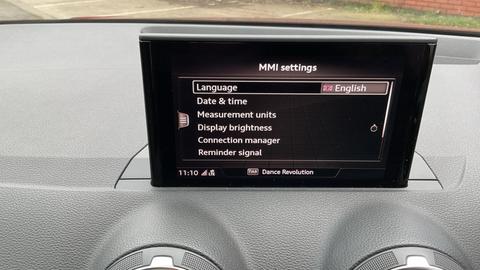 MMI settings
Language English
Date & time
Measurement units
Display brightness
Connection manager
Reminder signal
11:10 Dance Revolution